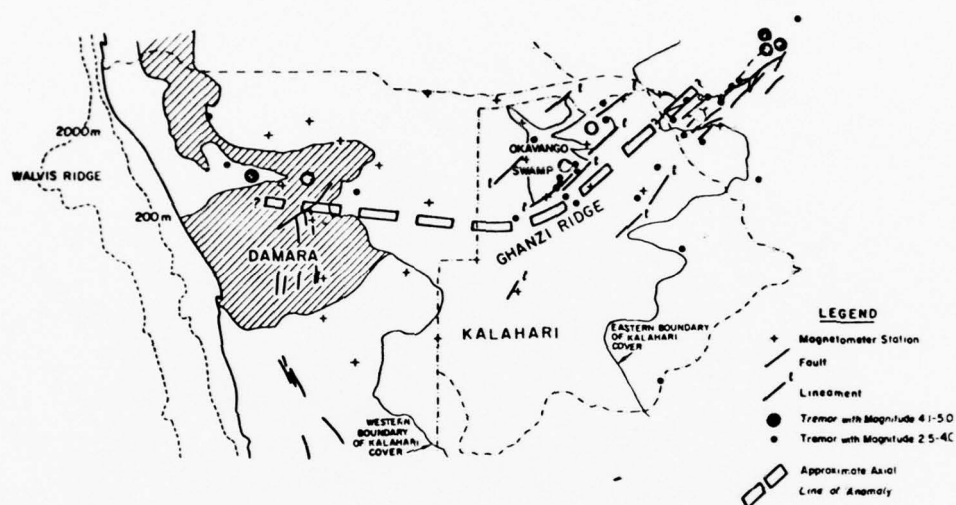 2000 m
WALVIS RIDGE
200 m
?
DAMARA
OKAVANGO
SWAMP
?
GHANZI RIDGE
KALAHARI
EASTERN BOUNDARY
OF KALAHARI
COVER
WESTERN
BOUNDARY
OF KALAHARI
COVER
LEGEND
+ Magnetometer Station
Fault
ℓ Lineament
Tremor with Magnitude 4.1-5.0
Tremor with Magnitude 2.5-4.0
Approximate Axial
Line of Anomaly